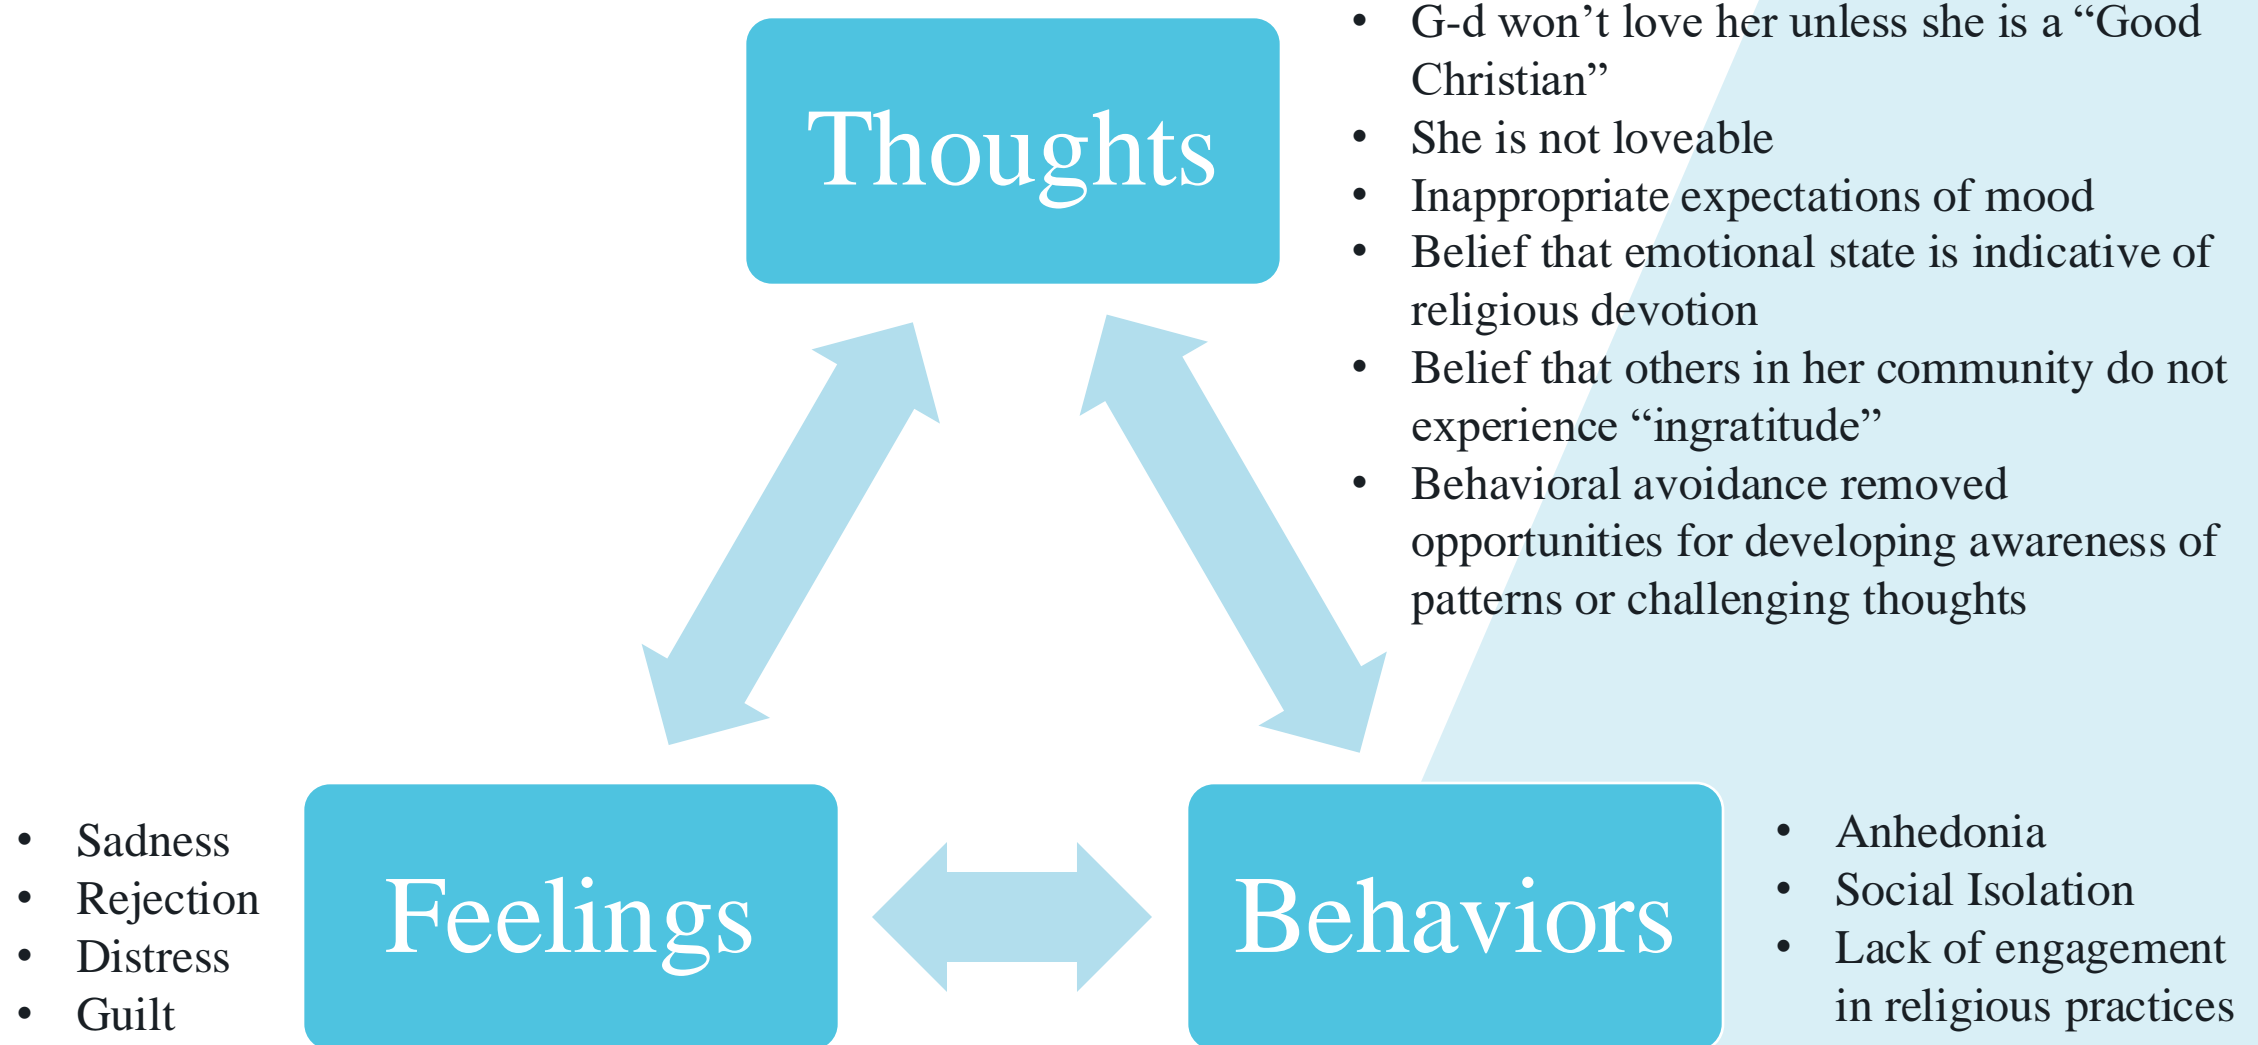 Thoughts
• G-d won’t love her unless she is a “Good
Christian”
• She is not loveable
• Inappropriate expectations of mood
• Belief that emotional state is indicative of
religious devotion
• Belief that others in her community do not
experience “ingratitude”
• Behavioral avoidance removed
opportunities for developing awareness of
patterns or challenging thoughts
• Sadness
• Rejection
• Distress
• Guilt
Feelings
Behaviors
• Anhedonia
• Social Isolation
• Lack of engagement
in religious practices